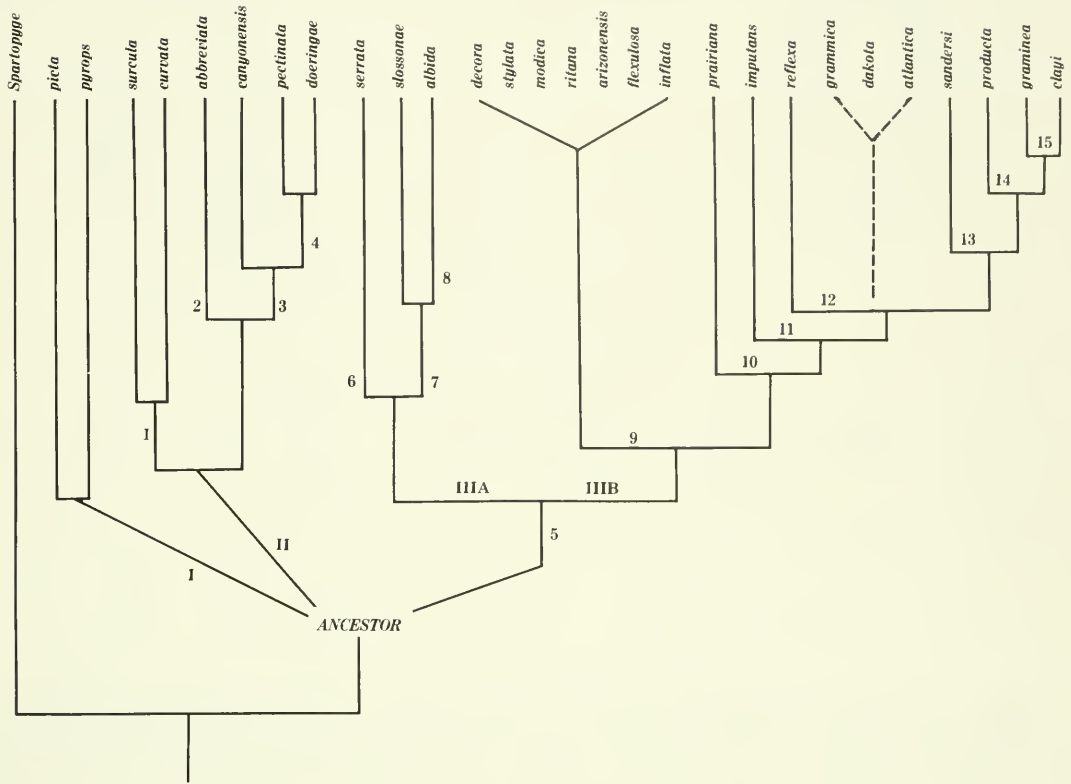 Spartopyge
picta
pyrops
surcula
curvata
abbreviata
canyonensis
pectinata
doeringae
serrata
slossonae
albida
decora
stylata
modica
ritana
arizonensis
flexulosa
inflata
prairiana
imputans
reflexa
gramica
dakota
atlantica
sandersi
producta
graminea
clayi
15
14
4
13
8
2
3
12
11
10
6
7
1
9
IIIA
IIIB
5
II
I
ANCESTOR